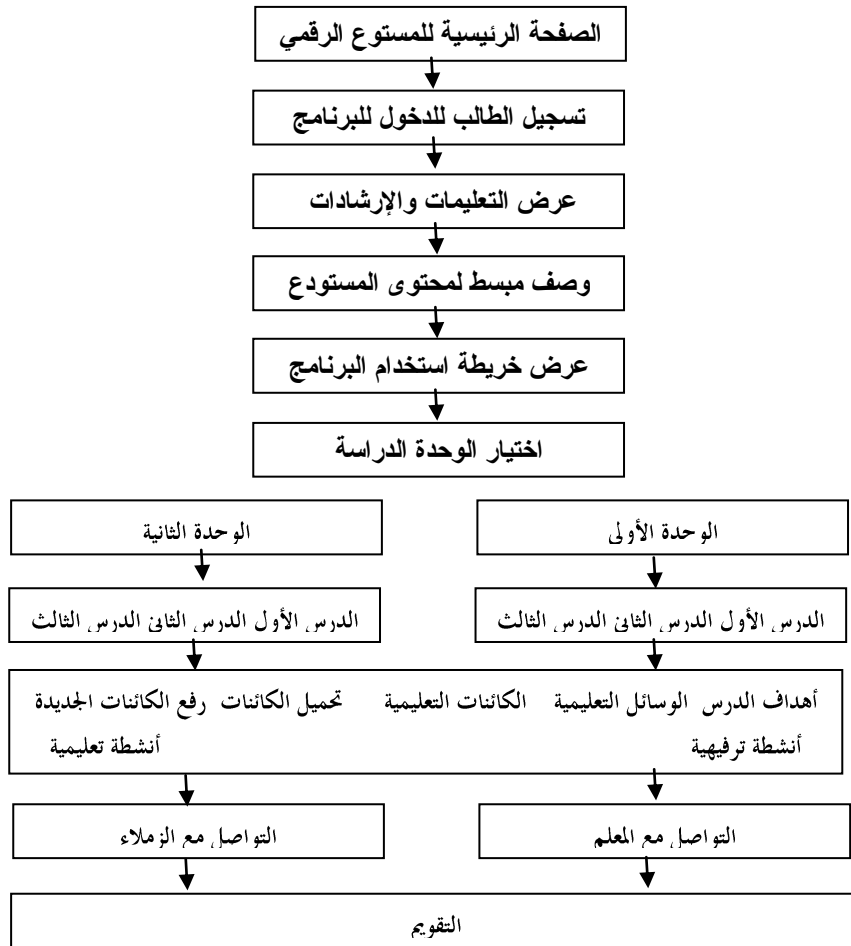 الصفحة الرئيسية للمستوع الرقمي
تسجيل الطالب للدخول للبرنامج
عرض التعليمات والإرشادات
وصف مبسط لمحتوى المستودع
عرض خريطة استخدام البرنامج
اختيار الوحدة الدراسة
الوحدة الأولى
الوحدة الثانية
الدرس الأول الدرس الثاني الدرس الثالث
الدرس الأول الدرس الثاني الدرس الثالث
أهداف الدرس الوسائل التعليمية الكائنات التعليمية تحميل الكائنات رفع الكائنات الجديدة
أنشطة ترفيهية أنشطة تعليمية
التواصل مع المعلم
التواصل مع الزملاء
التقويم